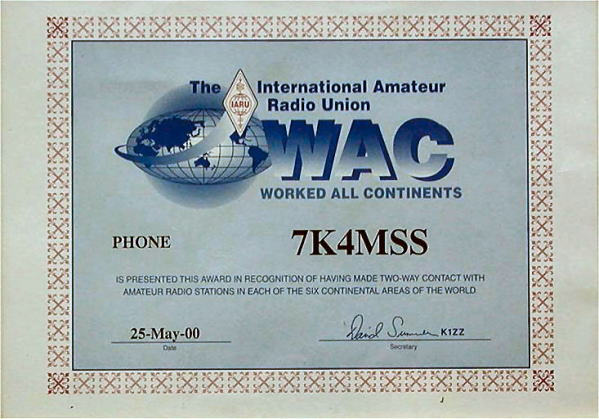 The International Amateur
Radio Union
IARU
WAC
WORKED ALL CONTINENTS
PHONE 7K4MSS
IS PRESENTED THIS AWARD IN RECOGNITION OF HAVING MADE TWO-WAY CONTACT WITH
AMATEUR RADIO STATIONS IN EACH OF THE SIX CONTINENTAL AREAS OF THE WORLD
25-May-00 David Sumner K1ZZ
Date Secretary